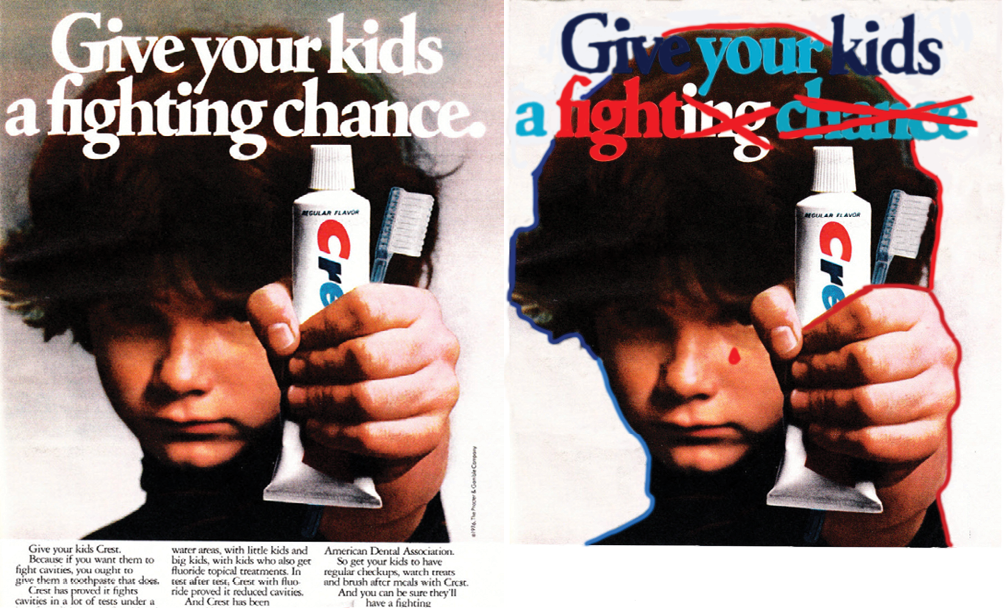 Give your kids
a fighting chance.
REGULAR FLAVOR
Cre
©1976, The Procter & Gamble Company
Give your kids Crest.
Because if you want them to
fight cavities, you ought to
give them a toothpaste that does.
Crest has proved it fights
cavities in a lot of tests under a
water areas, with little kids and
big kids, with kids who also get
fluoride topical treatments. In
test after test, Crest with fluo-
ride proved it reduced cavities.
And Crest has been
American Dental Association.
So get your kids to have
regular checkups, watch treats
and brush after meals with Crest.
And you can be sure they'll
have a fighting
Give your kids
a fighting chance
REGULAR FLAVOR
Cre